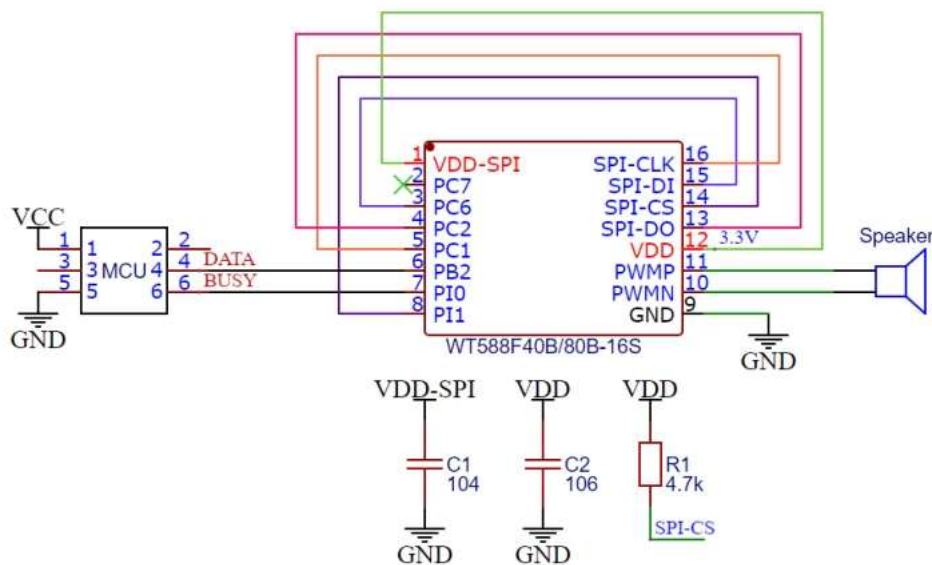 1 VDD-SPI SPI-CLK 16
2 PC7 SPI-DI 15
3 PC6 SPI-CS 14
4 PC2 SPI-DO 13
5 PC1 VDD 12 3.3V
6 PB2 PWMP 11
7 PI0 PWMN 10
8 PI1 GND 9
WT588F40B/80B-16S
VCC
1 1 2 2
3 3 MCU 4 4 DATA
5 5 6 6 BUSY
GND
Speaker
GND
VDD-SPI
C1
104
GND
VDD
C2
106
GND
VDD
R1
4.7k
SPI-CS